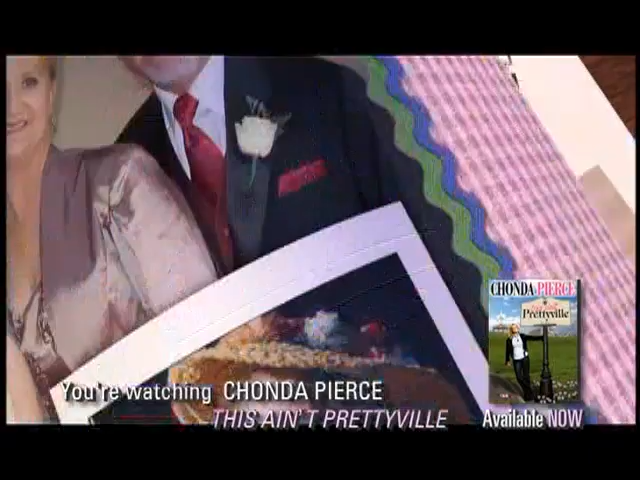 CHONDA PIERCE
Prettyville
You're watching CHONDA PIERCE
THIS AIN'T PRETTYVILLE
Available NOW